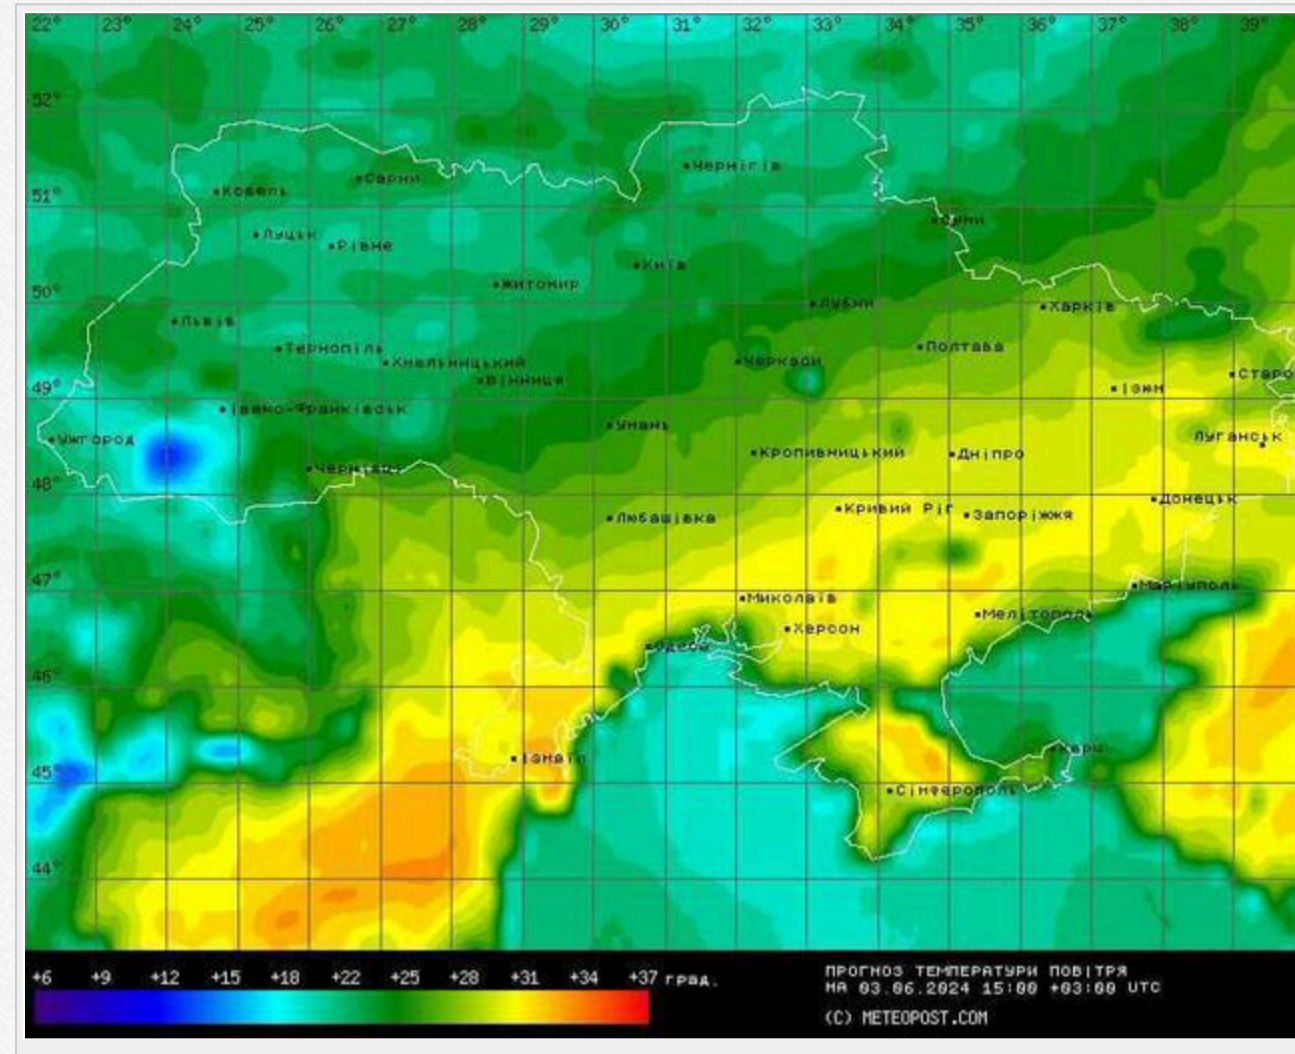 22° 23° 24° 25° 26° 27° 28° 29° 30° 31° 32° 33° 34° 35° 36° 37° 38° 39°
52°
Чернігів
Сарни
Ковель
51°
Суми
Луцьк
Рівне
Київ
Житомир
50°
Лубни
Харків
Львів
Тернопіль
Полтава
Хмельницький
Черкаси
Вінниця
Старо
49°
Ізюм
Івано-Франківськ
Умань
Ужгород
Луганськ
Кропивницький
Дніпро
Чернівці
48°
Донецьк
Кривий Ріг
Запоріжжя
Любашівка
47°
Маріуполь
Миколаїв
Мелітополь
Херсон
Одеса
46°
Керч
Ізмаїл
45°
Сімферополь
44°
+6 +9 +12 +15 +18 +22 +25 +28 +31 +34 +37 град.
ПРОГНОЗ ТЕМПЕРАТУРИ ПОВІТРЯ
НА 03.06.2024 15:00 +03:00 UTC
(C) METEOPOST.COM